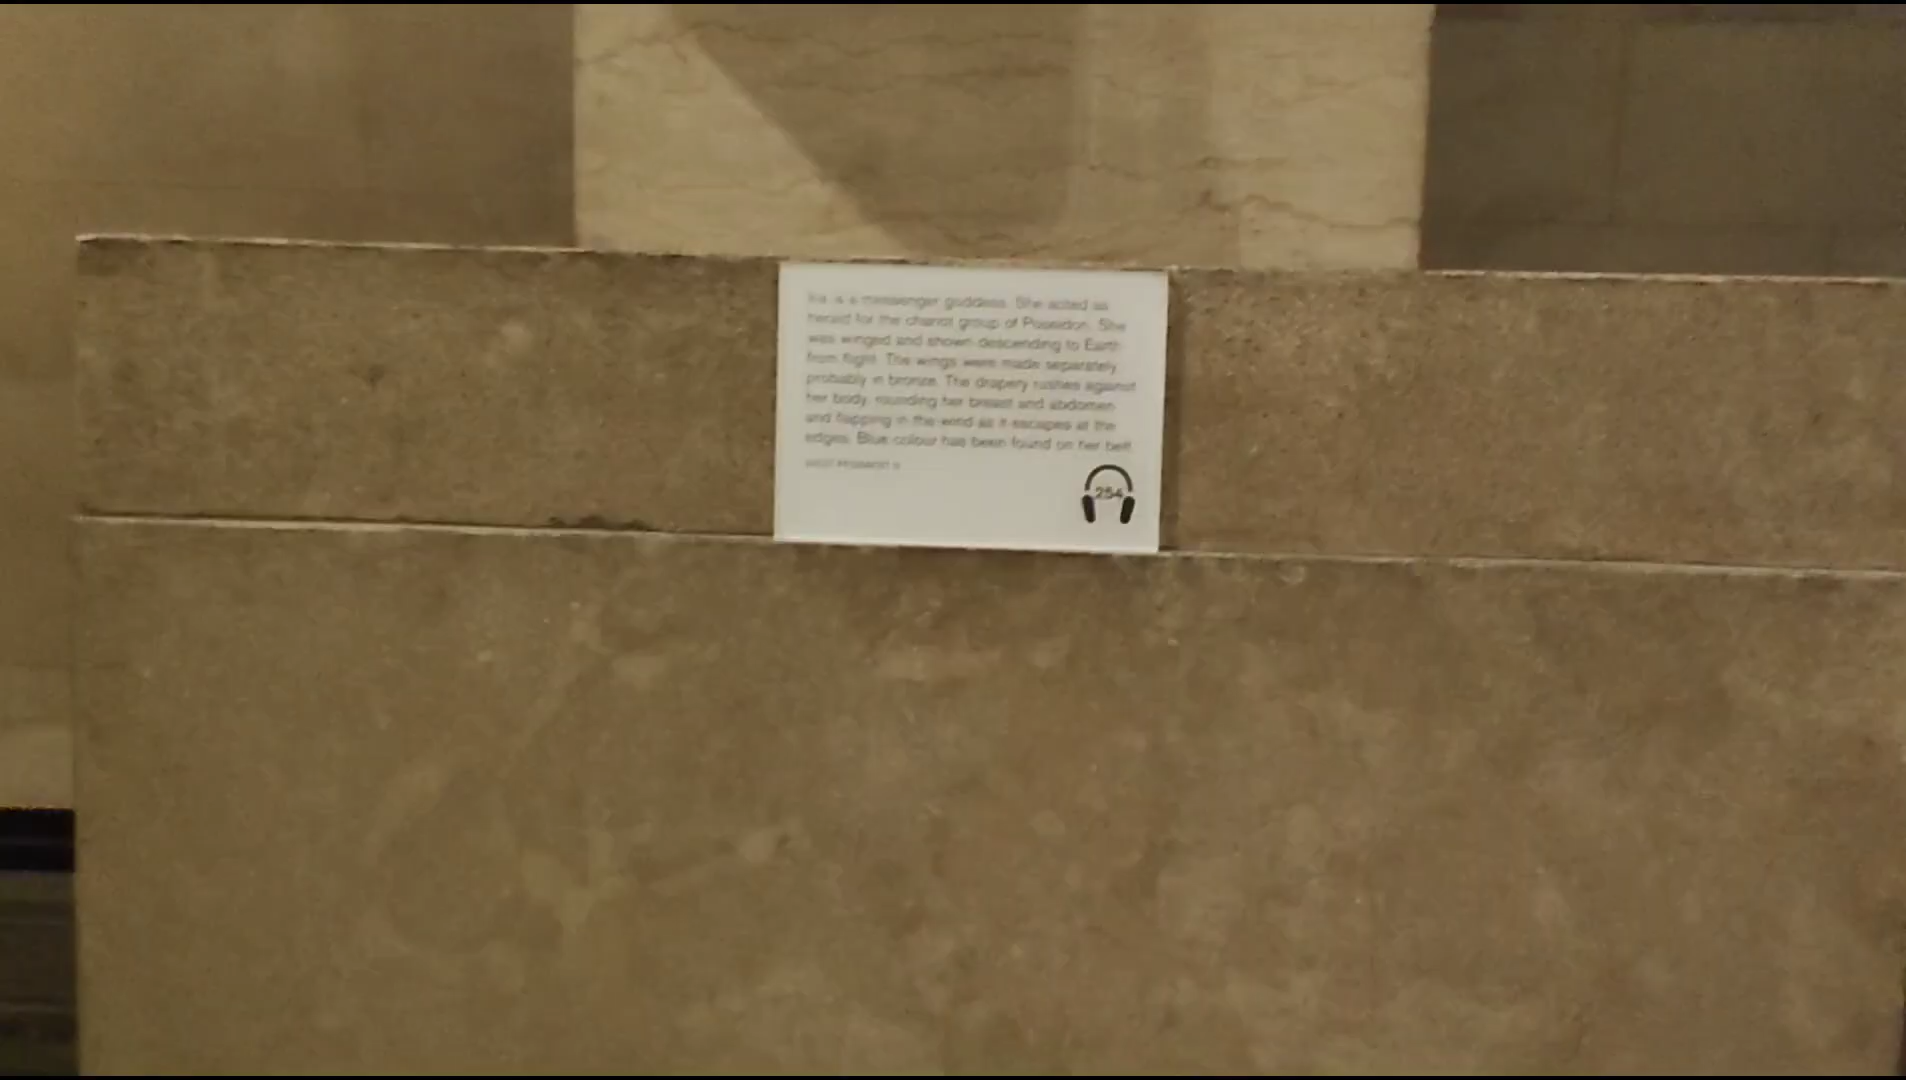 Iris is a messenger goddess. She acted as
herald for the chariot group of Poseidon. She
was winged and shown descending to Earth
from flight. The wings were made separately,
probably in bronze. The drapery rushes against
her body, rounding her breast and abdomen
and flapping in the wind as it escapes at the
edges. Blue colour has been found on her belt.
WEST PEDIMENT N
254